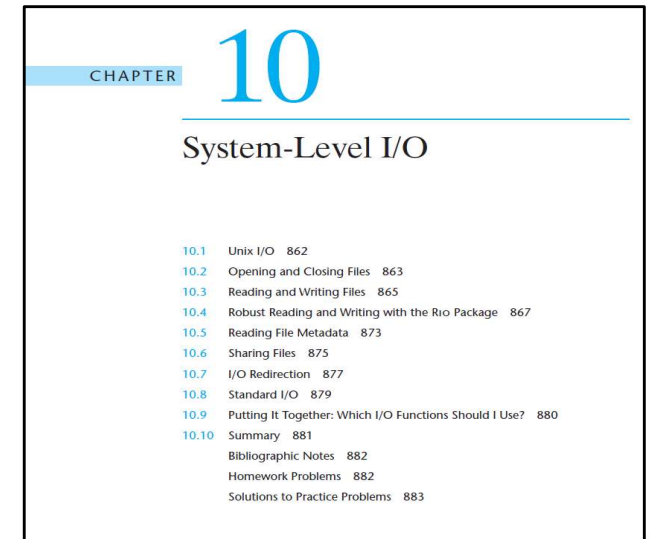 CHAPTER 10
System-Level I/O
10.1 Unix I/O 862
10.2 Opening and Closing Files 863
10.3 Reading and Writing Files 865
10.4 Robust Reading and Writing with the RIO Package 867
10.5 Reading File Metadata 873
10.6 Sharing Files 875
10.7 I/O Redirection 877
10.8 Standard I/O 879
10.9 Putting It Together: Which I/O Functions Should I Use? 880
10.10 Summary 881
Bibliographic Notes 882
Homework Problems 882
Solutions to Practice Problems 883